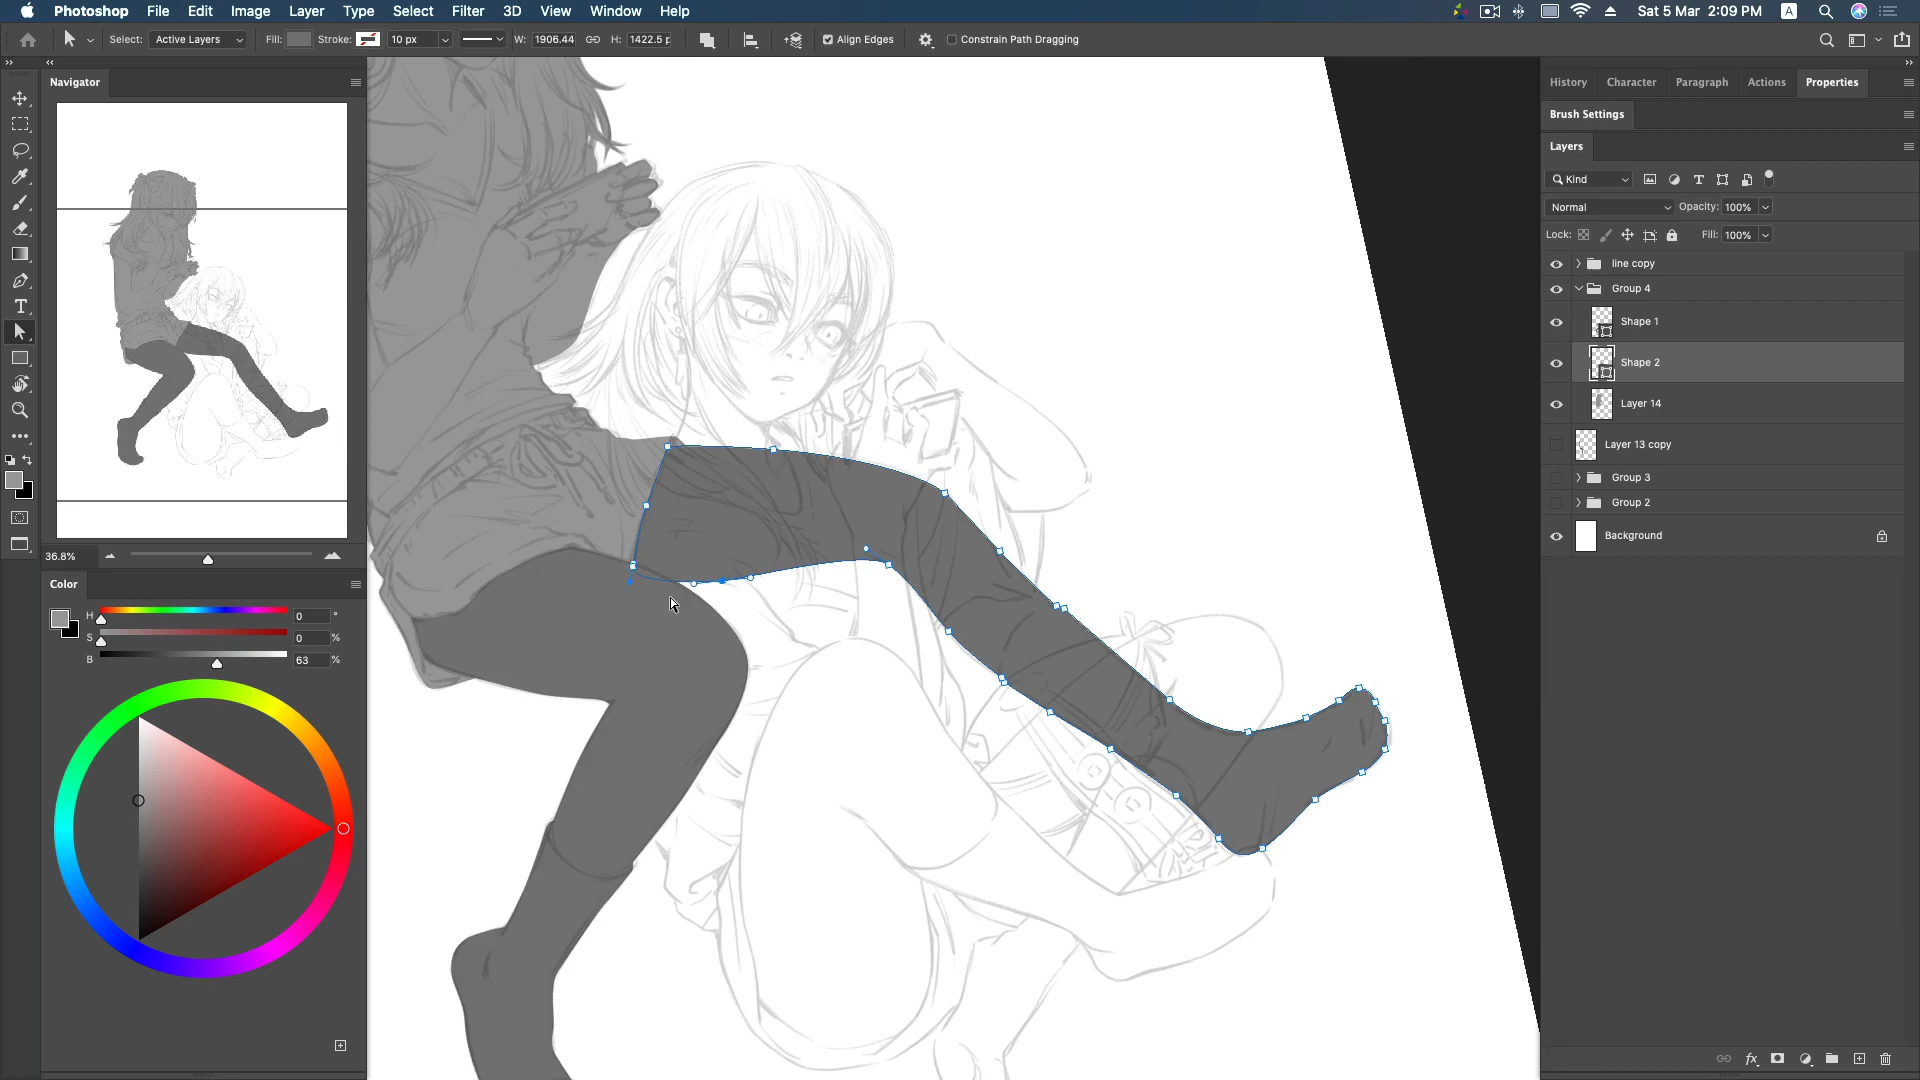 Photoshop File Edit Image Layer Type Select Filter 3D View Window Help Sat 5 Mar 2:09 PM A
Select: Active Layers Fill: Stroke: 10 px W: 1906.44 H: 1422.5 p Align Edges Constrain Path Dragging
Navigator
36.8%
Color
H 0 °
S 0 %
B 63 %
History Character Paragraph Actions Properties
Brush Settings
Layers
Kind
Normal Opacity: 100%
Lock: Fill: 100%
line copy
Group 4
Shape 1
Shape 2
Layer 14
Layer 13 copy
Group 3
Group 2
Background
fx